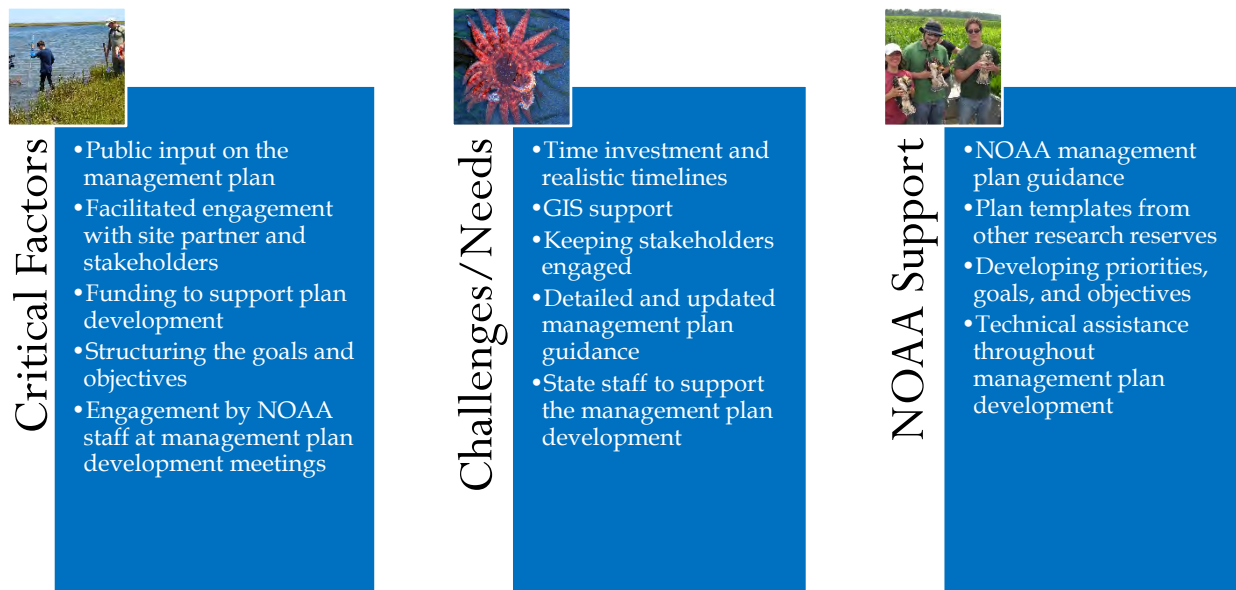 Critical Factors
•Public input on the
management plan
•Facilitated engagement
with site partner and
stakeholders
•Funding to support plan
development
•Structuring the goals and
objectives
•Engagement by NOAA
staff at management plan
development meetings
Challenges/Needs
•Time investment and
realistic timelines
•GIS support
•Keeping stakeholders
engaged
•Detailed and updated
management plan
guidance
•State staff to support
the management plan
development
NOAA Support
•NOAA management
plan guidance
•Plan templates from
other research reserves
•Developing priorities,
goals, and objectives
•Technical assistance
throughout
management plan
development